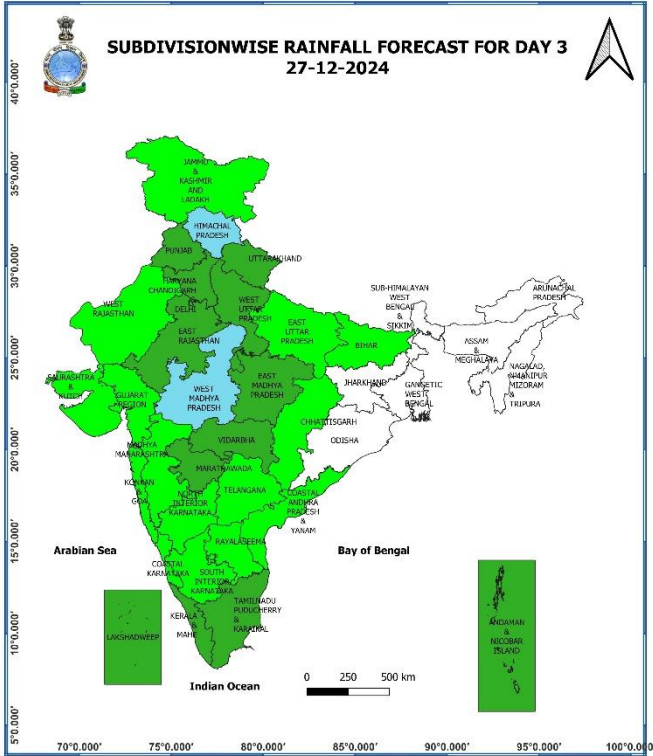 SUBDIVISIONWISE RAINFALL FORECAST FOR DAY 3
27-12-2024
40°0.000'
35°0.000'
30°0.000'
25°0.000'
20°0.000'
15°0.000'
10°0.000'
5°0.000'
JAMMU
&
KASHMIR
AND
LADAKH
HIMACHAL
PRADESH
PUNJAB
UTTARAKHAND
HARYANA
CHANDIGARH
&
DELHI
WEST
RAJASTHAN
WEST
UTTAR
PRADESH
EAST
RAJASTHAN
EAST
UTTAR
PRADESH
BIHAR
SUB-HIMALAYAN
WEST
BENGAL
&
SIKKIM
ARUNACHAL
PRADESH
ASSAM
&
MEGHALAYA
NAGALAD,
MANIPUR
MIZORAM
&
TRIPURA
SAURASHTRA
&
KUTCH
GUJARAT
REGION
WEST
MADHYA
PRADESH
EAST
MADHYA
PRADESH
JHARKHAND
GANGETIC
WEST
BENGAL
CHHATTISGARH
ODISHA
VIDARBHA
MADHYA
MAHARASHTRA
MARATHAWADA
KONKAN
&
GOA
NORTH
INTERIOR
KARNATAKA
TELANGANA
COASTAL
ANDHRA
PRADESH
&
YANAM
RAYALASEEMA
COASTAL
KARNATAKA
SOUTH
INTERIOR
KARNATAKA
TAMILNADU
PUDUCHERRY
&
KARAIKAL
KERALA
&
MAHE
LAKSHADWEEP
ANDAMAN
&
NICOBAR
ISLAND
Arabian Sea
Bay of Bengal
Indian Ocean
0 250 500 km
70°0.000' 75°0.000' 80°0.000' 85°0.000' 90°0.000' 95°0.000' 100°0.000'